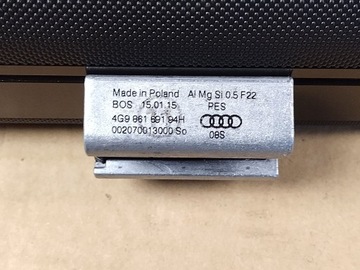 Made in Poland Al Mg Si 0.5 F22
BOS 15.01.15 PES
4G9 861 691 94H
002070013000 So
08S